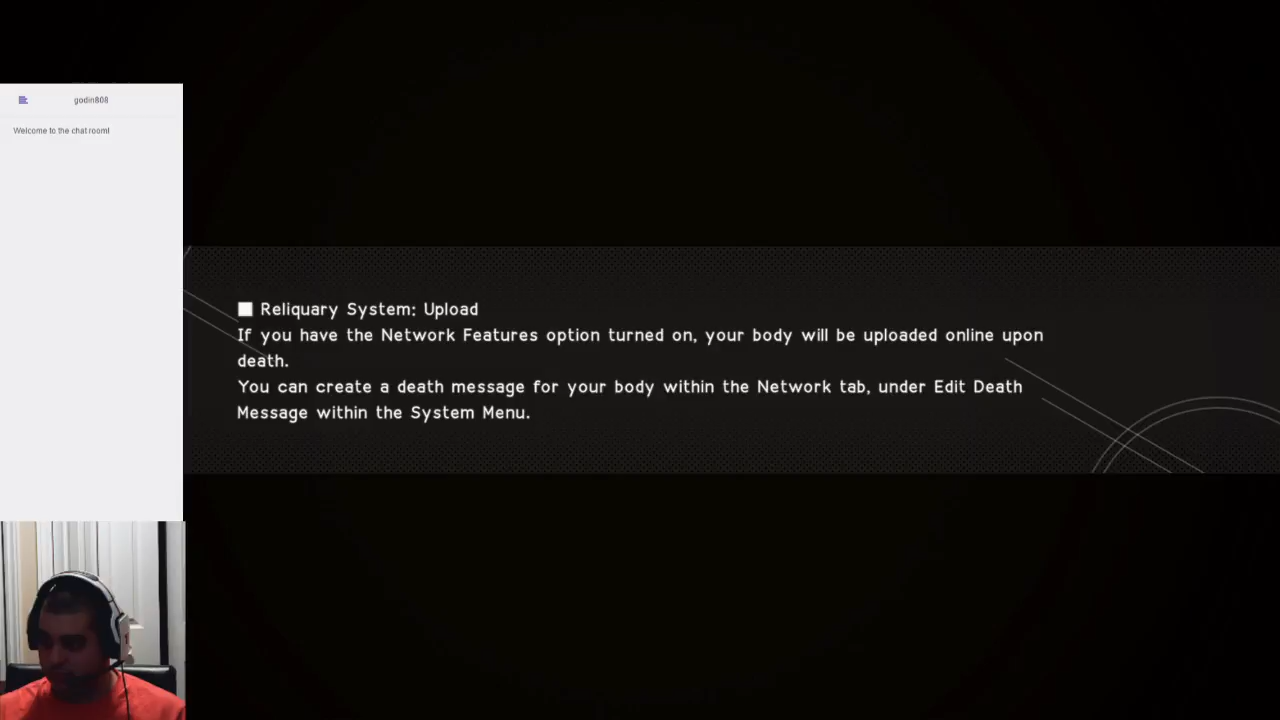 godin808
Welcome to the chat room!
Reliquary System: Upload
If you have the Network Features option turned on, your body will be uploaded online upon
death.
You can create a death message for your body within the Network tab, under Edit Death
Message within the System Menu.